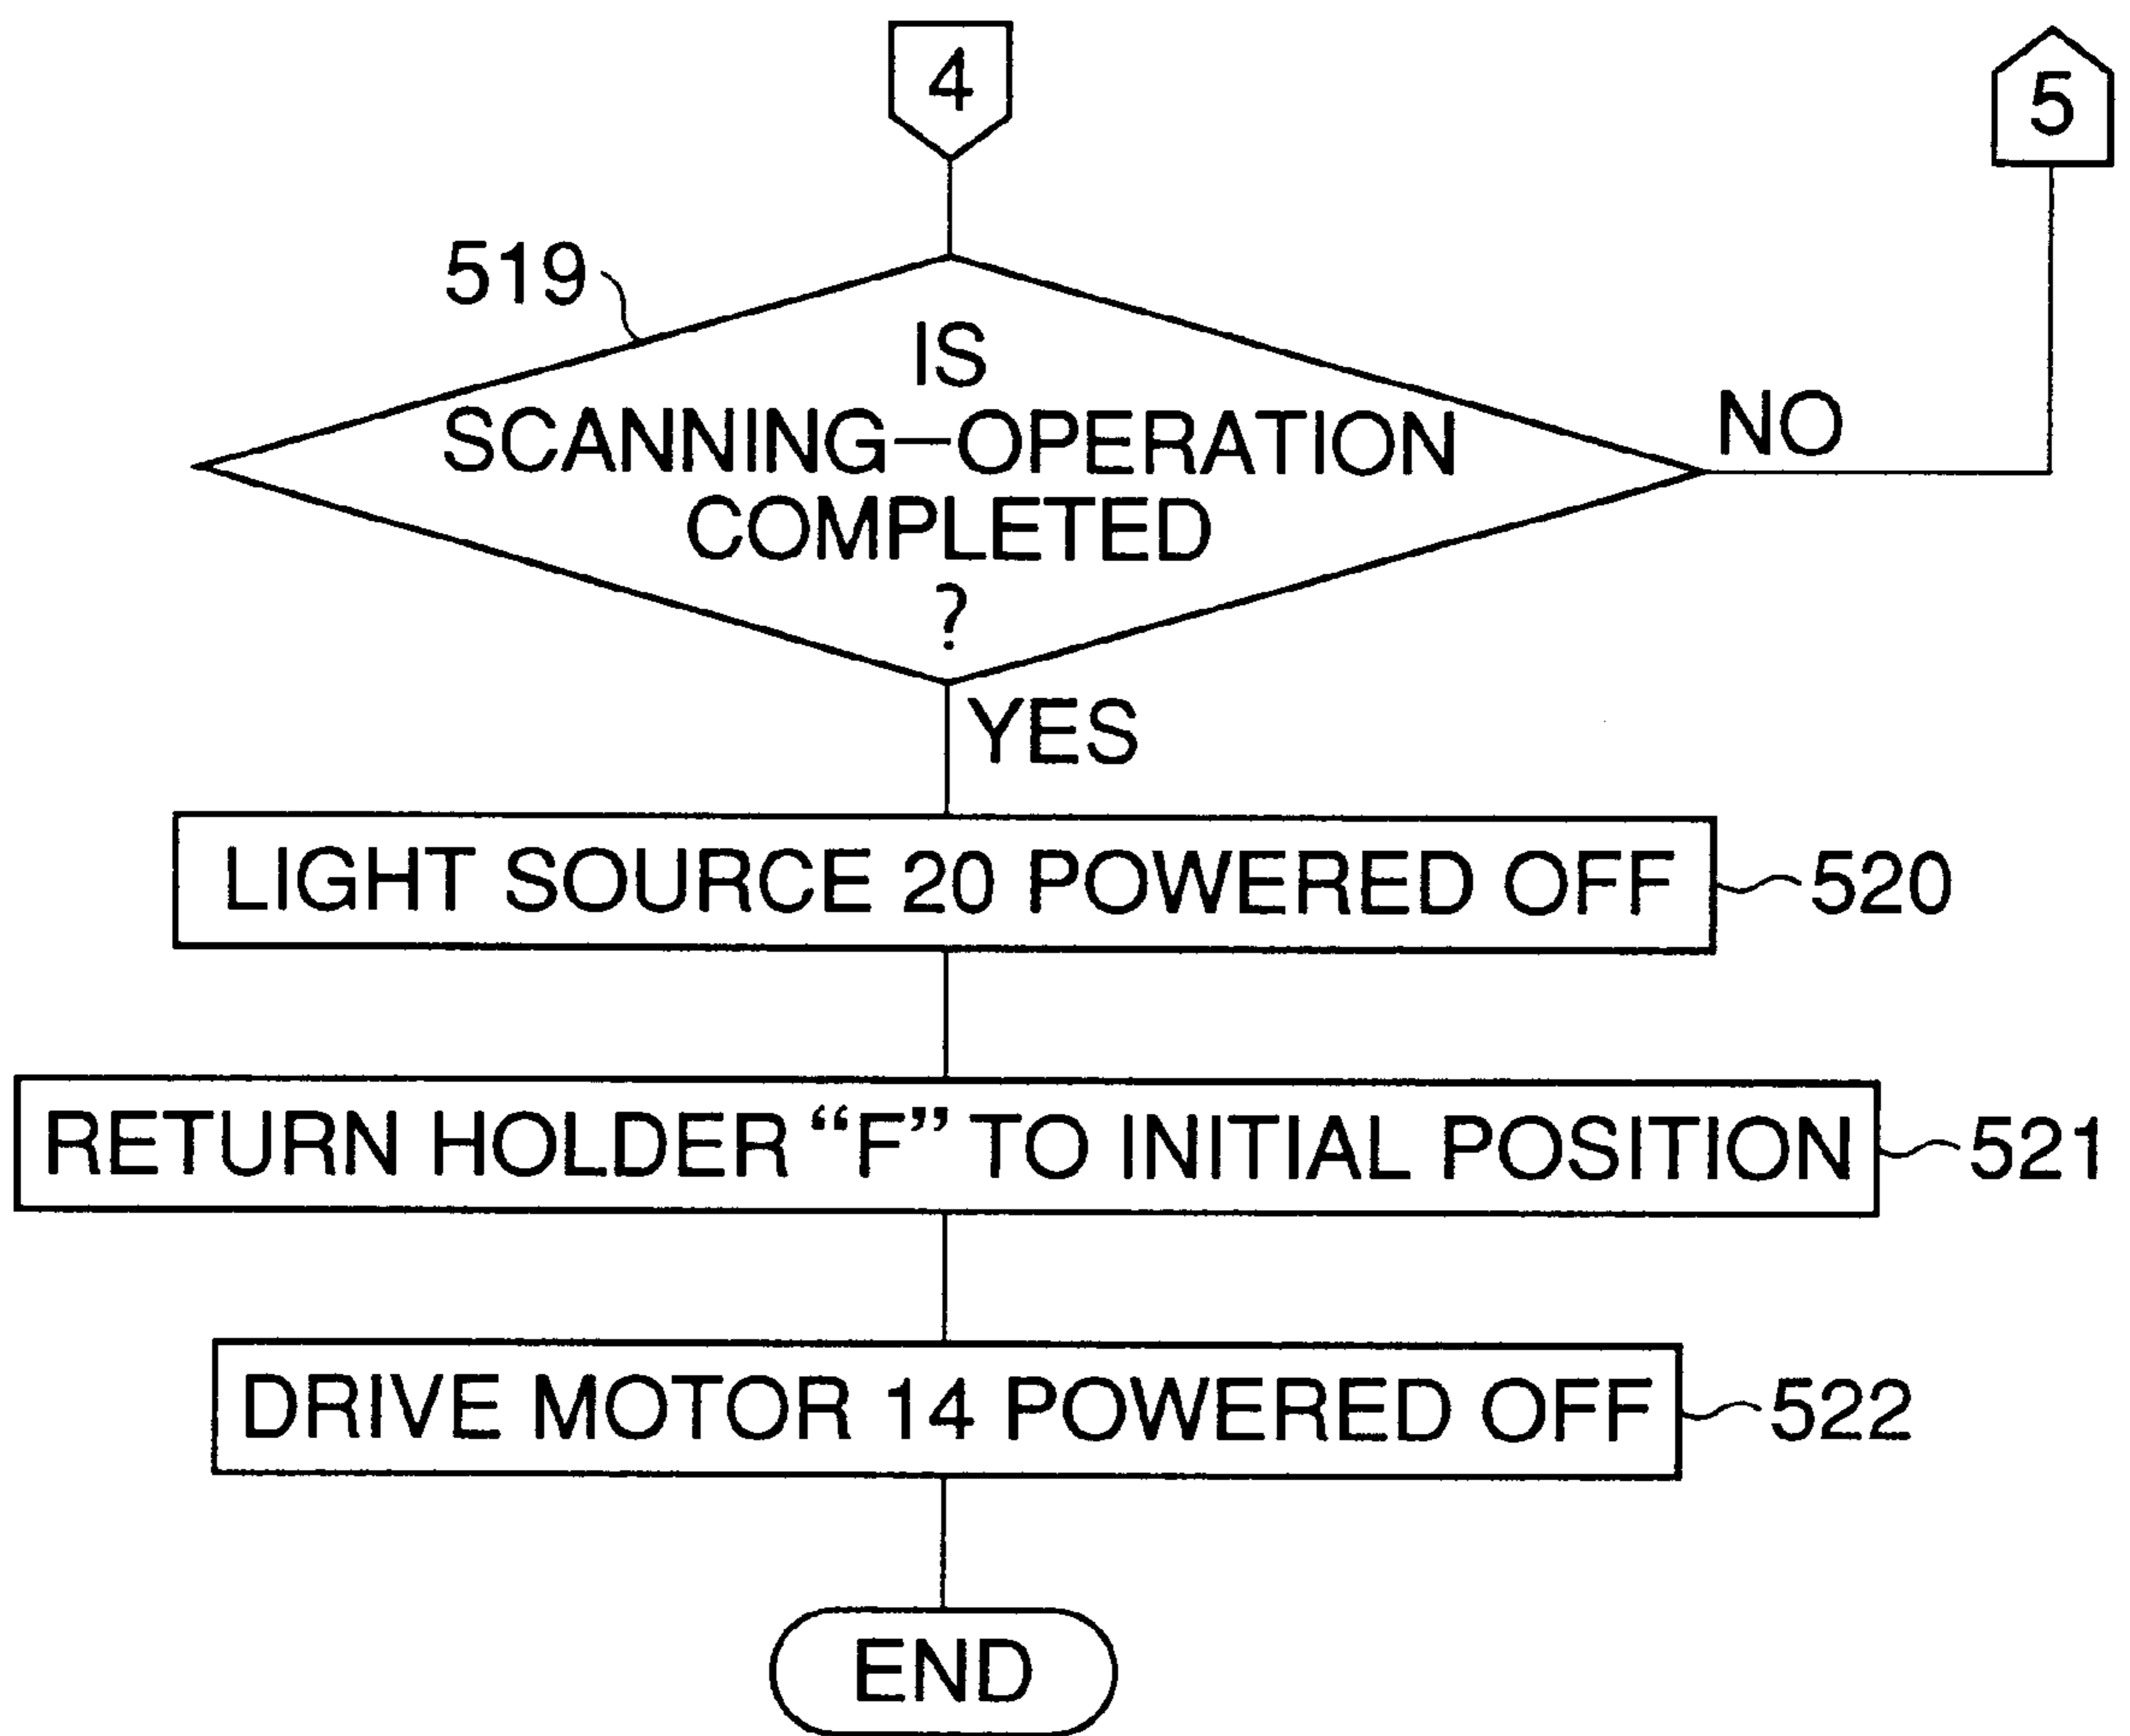 4
5
519
IS
SCANNING—OPERATION
COMPLETED
?
NO
YES
LIGHT SOURCE 20 POWERED OFF
520
RETURN HOLDER “F” TO INITIAL POSITION
521
DRIVE MOTOR 14 POWERED OFF
522
END